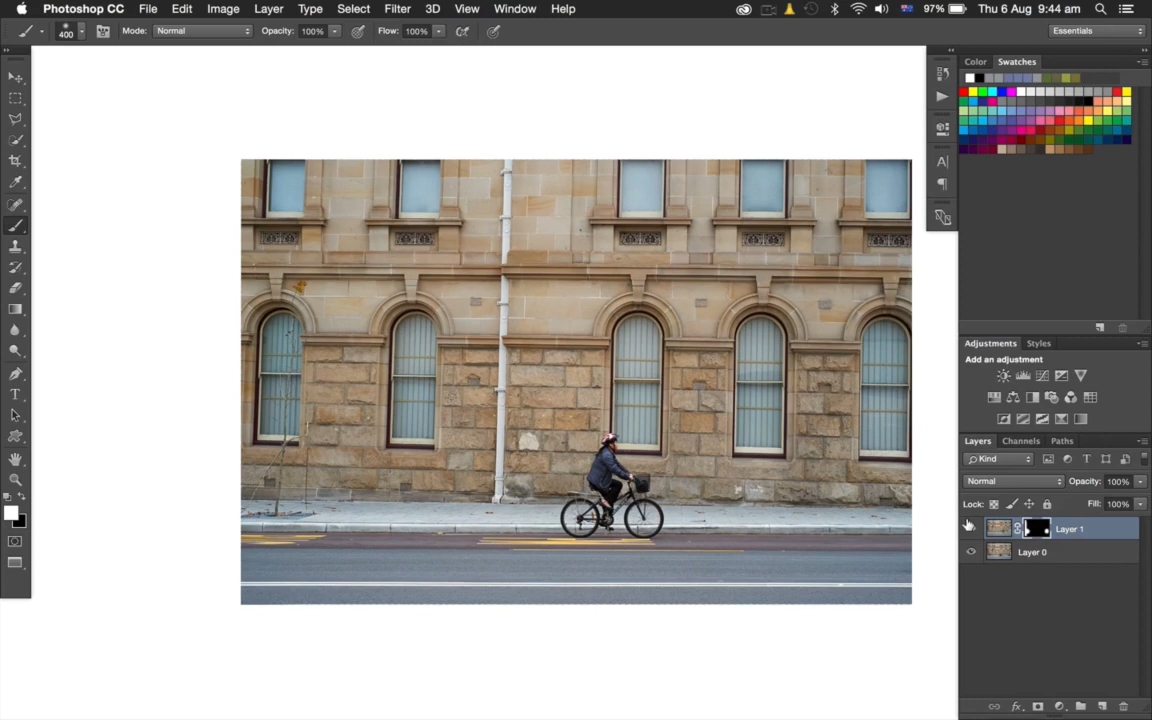 Photoshop CC File Edit Image Layer Type Select Filter 3D View Window Help 97% Thu 6 Aug 9:44 am
400 Mode: Normal Opacity: 100% Flow: 100% Essentials
Color Swatches
Adjustments Styles
Add an adjustment
Layers Channels Paths
Kind
Normal Opacity: 100%
Lock: Fill: 100%
Layer 1
Layer 0